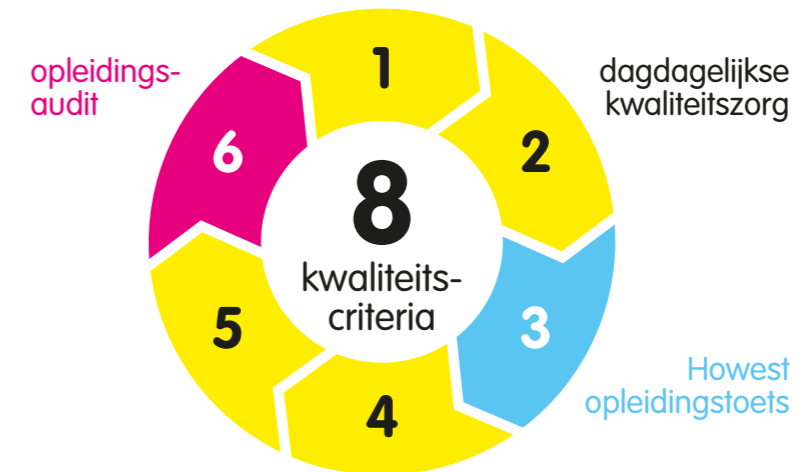 opleidings-
audit
dagdagelijkse
kwaliteitszorg
1
2
3
4
5
6
8
kwaliteits-
criteria
Howest
opleidingstoets